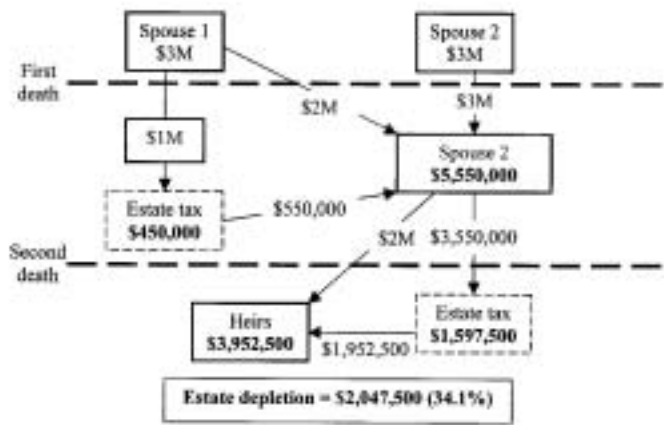 Spouse 1
$3M
Spouse 2
$3M
First
death
$2M
$3M
$1M
Spouse 2
$5,550,000
Estate tax
$450,000
$550,000
$2M
$3,550,000
Second
death
Heirs
$3,952,500
$1,952,500
Estate tax
$1,597,500
Estate depletion = $2,047,500 (34.1%)